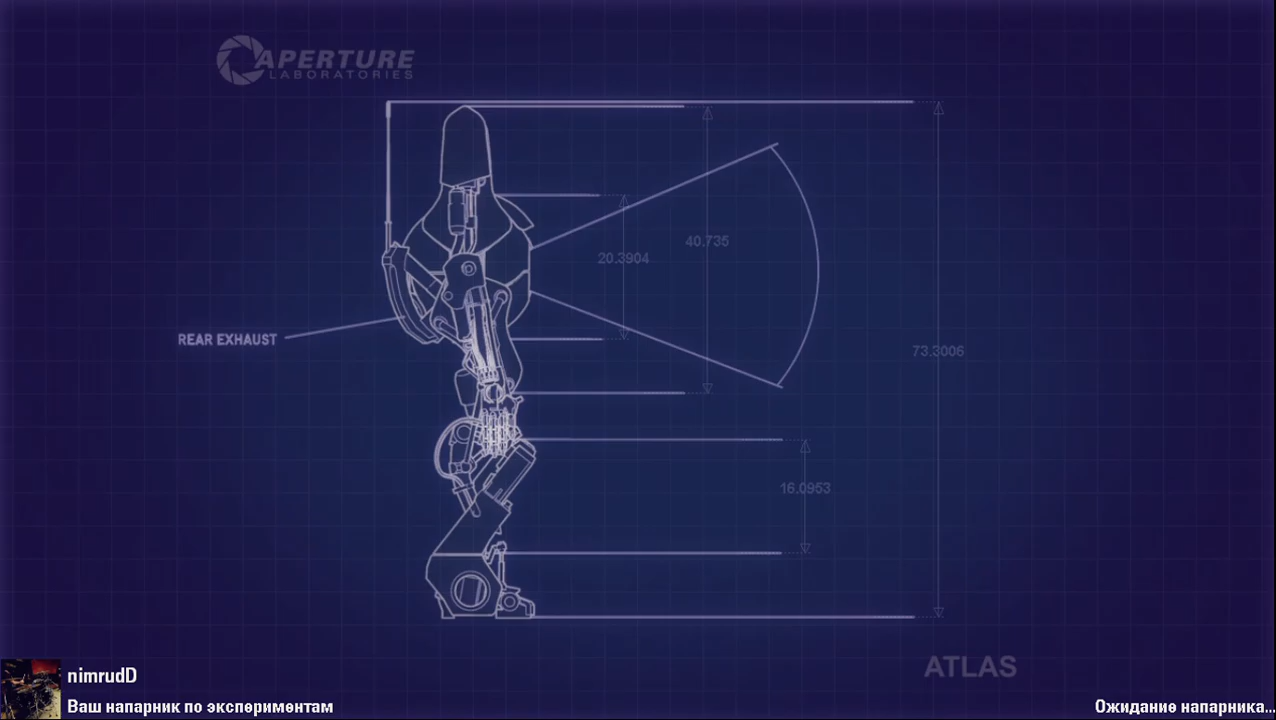 APERTURE
LABORATORIES
40.735
20.3904
REAR EXHAUST
73.3006
16.0953
ATLAS
nimrudD
Ваш напарник по экспериментам
Ожидание напарника...